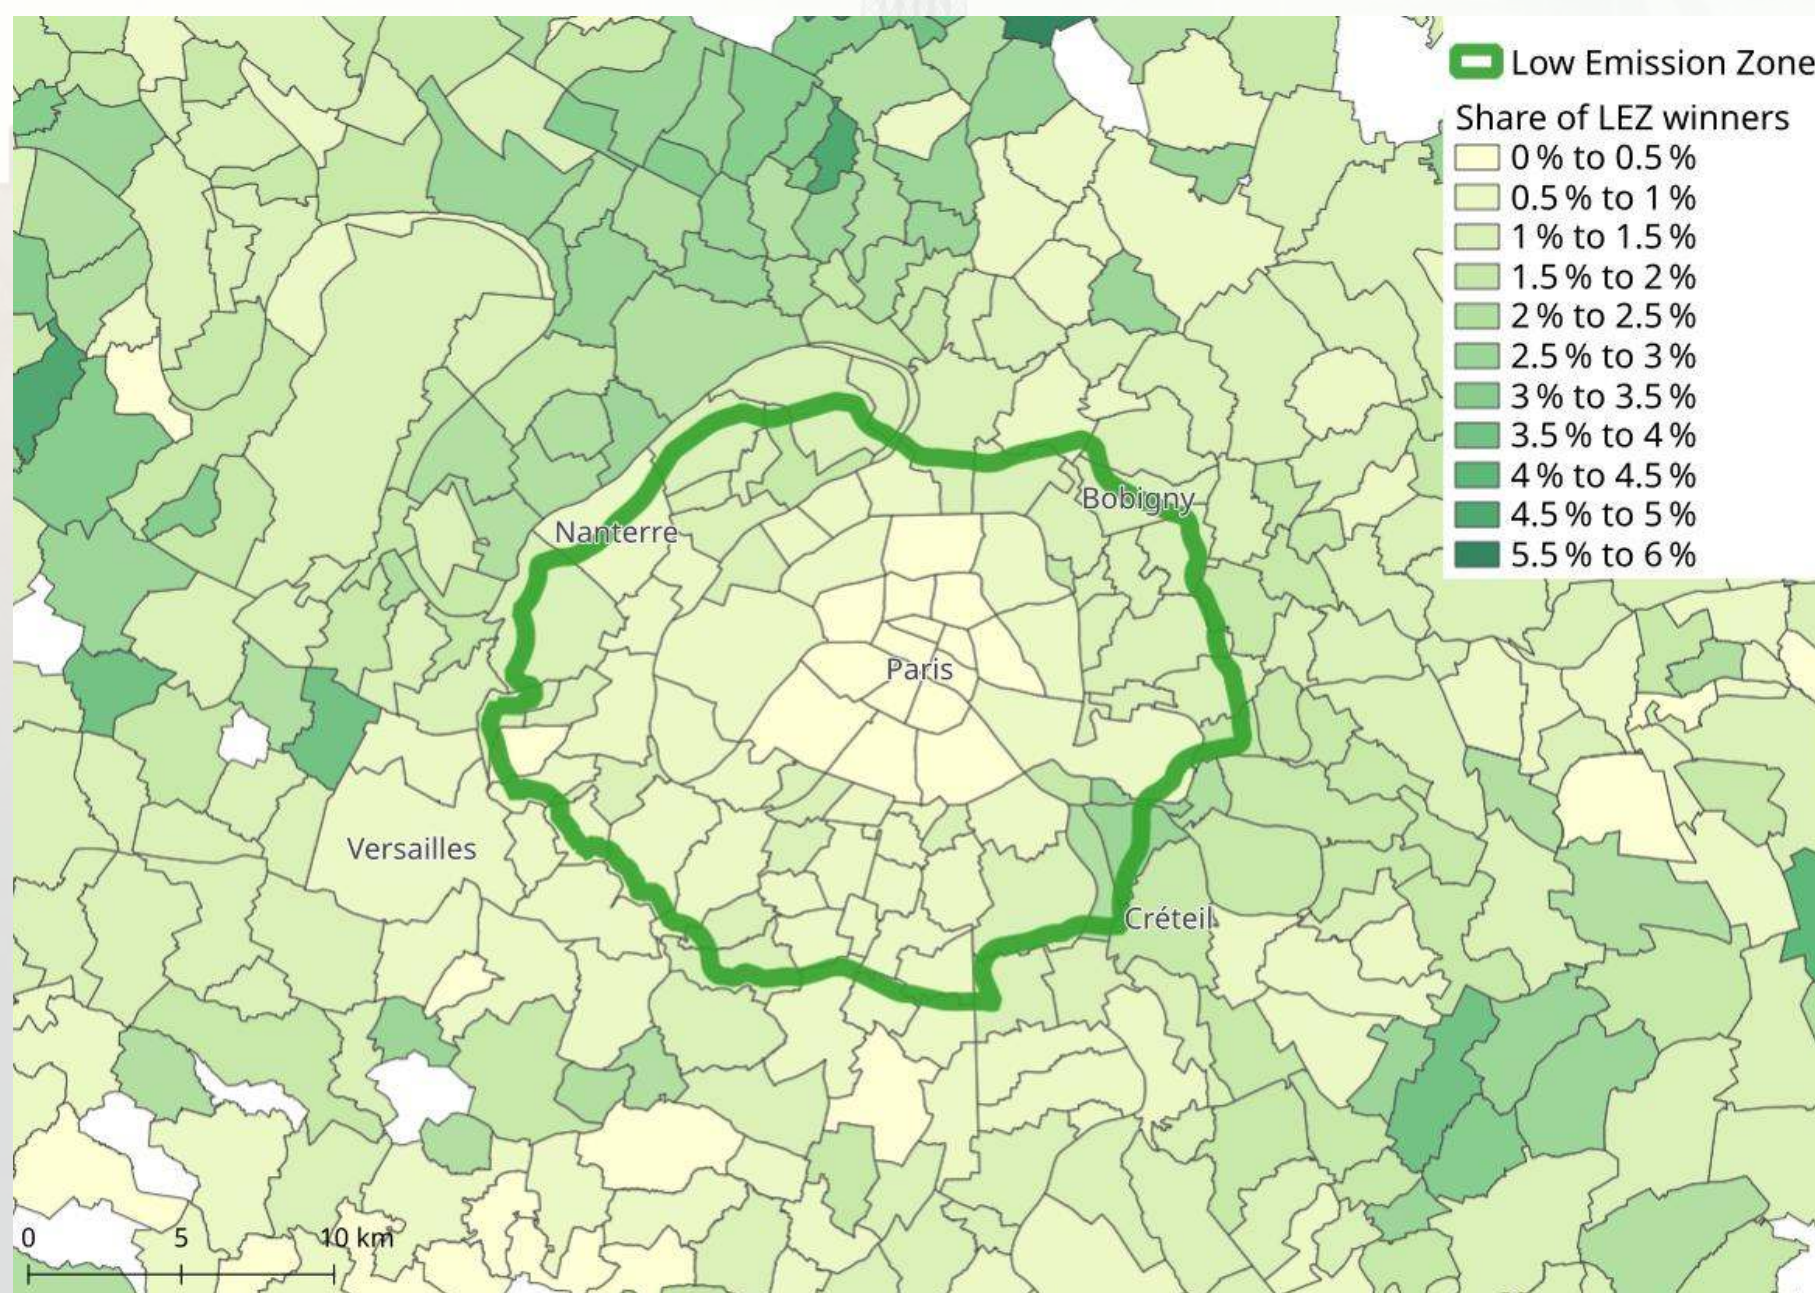 Low Emission Zone
Share of LEZ winners
0 % to 0.5 %
0.5 % to 1 %
1 % to 1.5 %
1.5 % to 2 %
2 % to 2.5 %
2.5 % to 3 %
3 % to 3.5 %
3.5 % to 4 %
4 % to 4.5 %
4.5 % to 5 %
5.5 % to 6 %
Bobigny
Nanterre
Paris
Versailles
Créteil
0 5 10 km